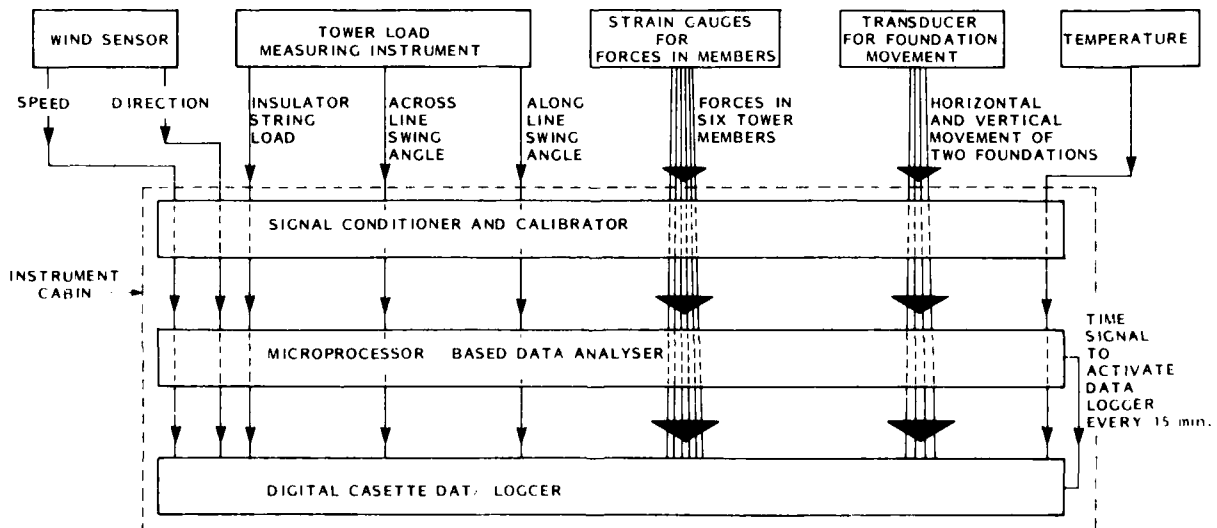 WIND SENSOR
TOWER LOAD
MEASURING INSTRUMENT
STRAIN GAUGES
FOR
FORCES IN MEMBERS
TRANSDUCER
FOR FOUNDATION
MOVEMENT
TEMPERATURE
SPEED
DIRECTION
INSULATOR
STRING
LOAD
ACROSS
LINE
SWING
ANGLE
ALONG
LINE
SWING
ANGLE
FORCES IN
SIX TOWER
MEMBERS
HORIZONTAL
AND VERTICAL
MOVEMENT OF
TWO FOUNDATIONS
SIGNAL CONDITIONER AND CALIBRATOR
INSTRUMENT
CABIN
MICROPROCESSOR BASED DATA ANALYSER
TIME
SIGNAL
TO
ACTIVATE
DATA
LOGGER
EVERY 15 min.
DIGITAL CASETTE DATA LOGGER